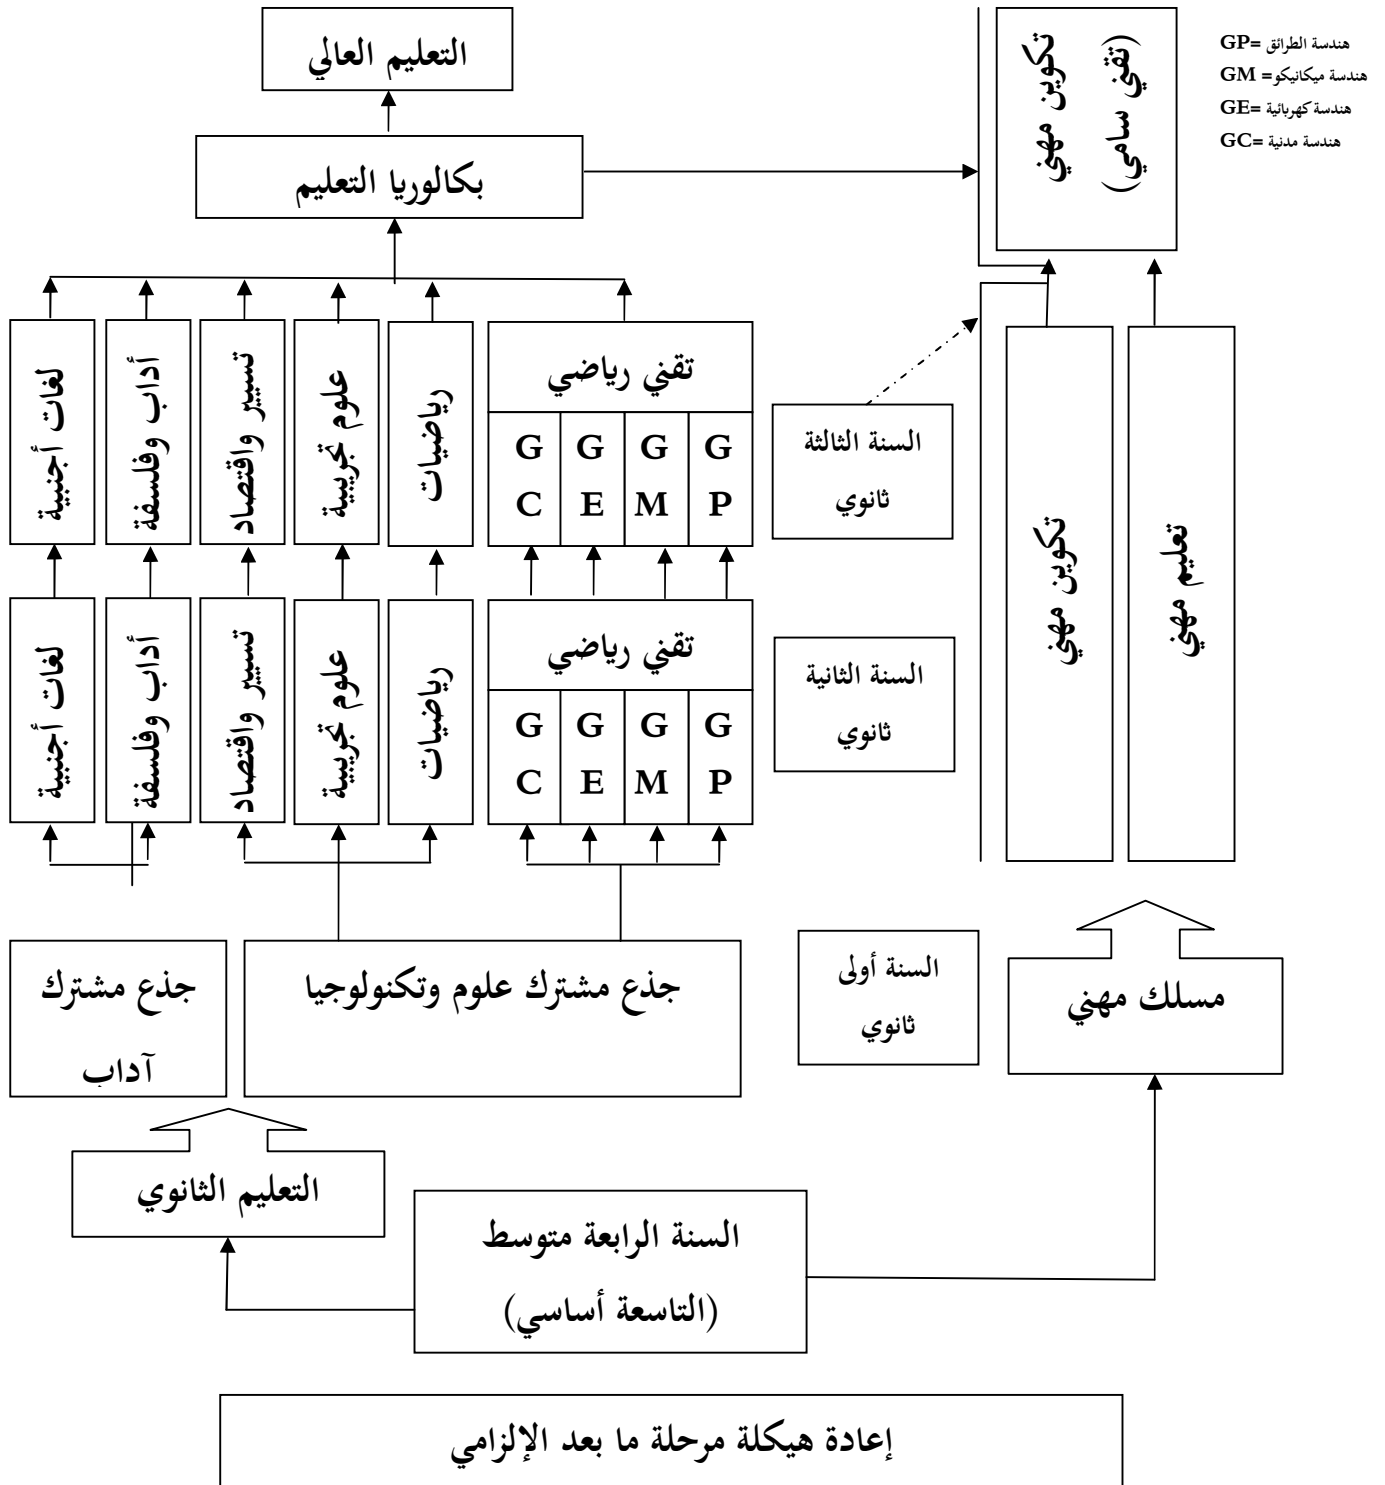 التعليم العالي
تكوين مهني
(تقني سامي)
GP= هندسة الطرائق
GM = هندسة ميكانيكو
GE= هندسة كهربائية
GC= هندسة مدنية
بكالوريا التعليم
لغات أجنبية
أداب وفلسفة
تسيير واقتصاد
علوم تجريبية
رياضيات
تقني رياضي
G G G G
C E M P
السنة الثالثة
ثانوي
تكوين مهني
تعليم مهني
لغات أجنبية
أداب وفلسفة
تسيير واقتصاد
علوم تجريبية
رياضيات
تقني رياضي
G G G G
C E M P
السنة الثانية
ثانوي
جذع مشترك
آداب
جذع مشترك علوم وتكنولوجيا
السنة أولى
ثانوي
مسلك مهني
التعليم الثانوي
السنة الرابعة متوسط
(التاسعة أساسي)
إعادة هيكلة مرحلة ما بعد الإلزامي